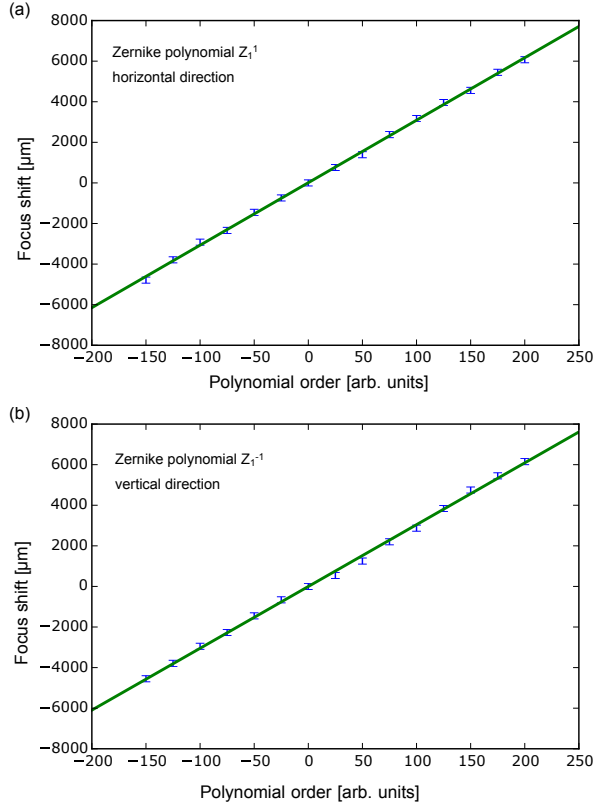 (a)
8000
6000
4000
2000
0
−2000
−4000
−6000
−8000
Focus shift [µm]
Zernike polynomial Z₁¹
horizontal direction
−200 −150 −100 −50 0 50 100 150 200 250
Polynomial order [arb. units]
(b)
8000
6000
4000
2000
0
−2000
−4000
−6000
−8000
Focus shift [µm]
Zernike polynomial Z₁⁻¹
vertical direction
−200 −150 −100 −50 0 50 100 150 200 250
Polynomial order [arb. units]